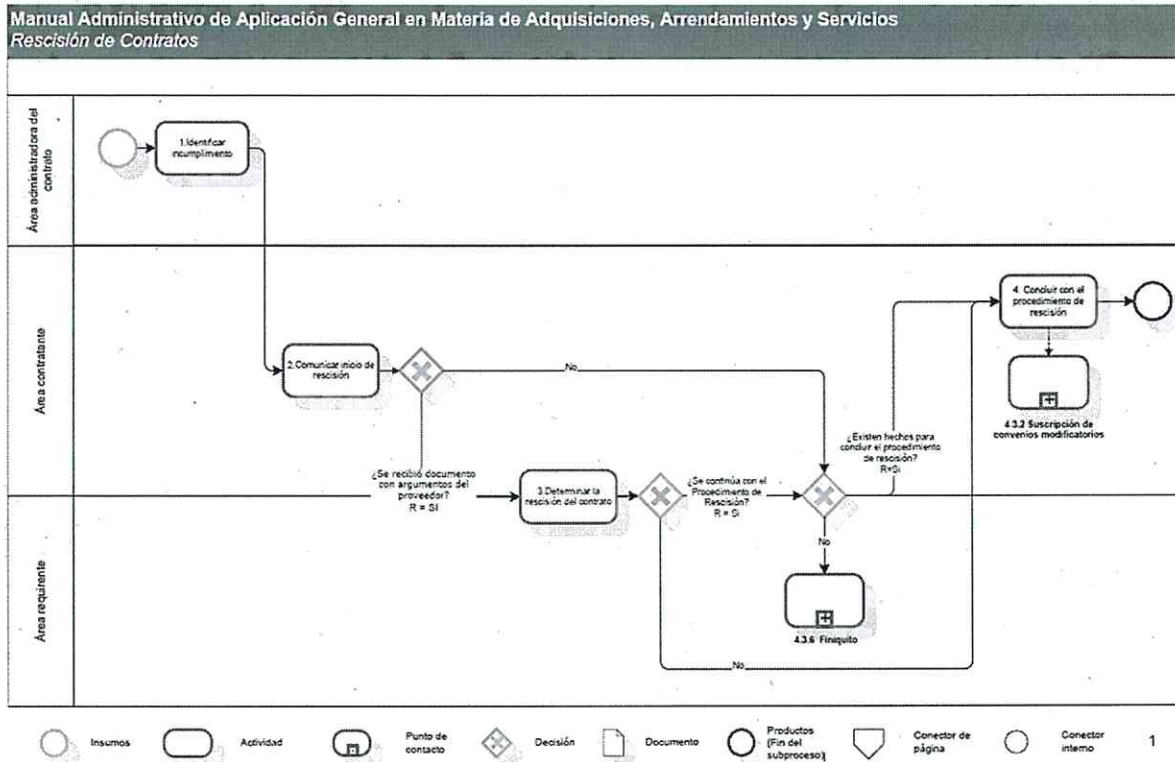 Manual Administrativo de Aplicación General en Materia de Adquisiciones, Arrendamientos y Servicios
Rescisión de Contratos
Área administradora del
contrato
1.Identificar
incumplimiento
Área contratante
2.Comunicar inicio de
rescisión
No
4. Concluir con el
procedimiento de
rescisión
4.3.2 Suscripción de
convenios modificatorios
¿Existen hechos para
concluir el procedimiento
de rescisión?
R=Si
¿Se recibió documento
con argumentos del
proveedor?
R = SI
3.Determinar la
rescisión del contrato
¿Se continúa con el
Procedimiento de
Rescisión?
R = Si
No
Área requirente
4.3.6 Finiquito
No
Insumos
Actividad
Punto de
contacto
Decisión
Documento
Productos
(Fin del
subproceso)
Conector de
página
Conector
interno
1